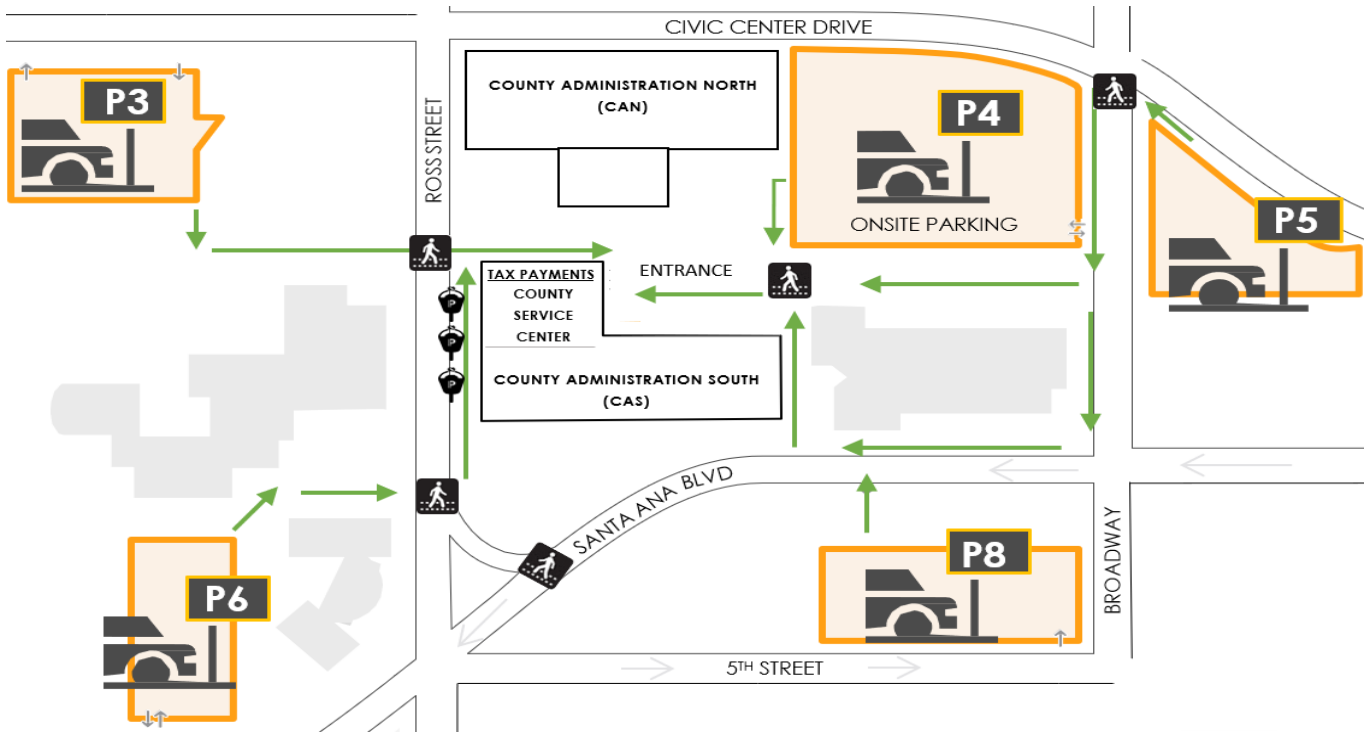 CIVIC CENTER DRIVE
P3
COUNTY ADMINISTRATION NORTH
(CAN)
P4
ROSS STREET
ONSITE PARKING
P5
TAX PAYMENTS
COUNTY
SERVICE
CENTER
ENTRANCE
P
P
P
COUNTY ADMINISTRATION SOUTH
(CAS)
SANTA ANA BLVD
P8
P6
BROADWAY
5TH STREET